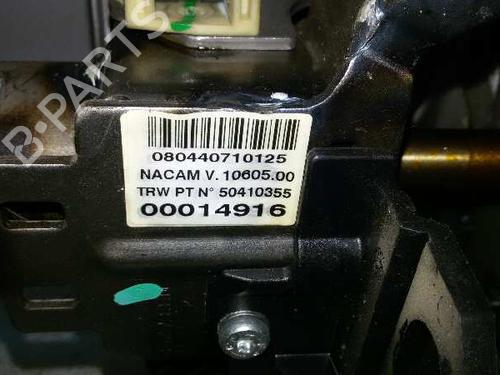 B-PARTS
080440710125
NACAM V. 10605.00
TRW PT N° 50410355
00014916